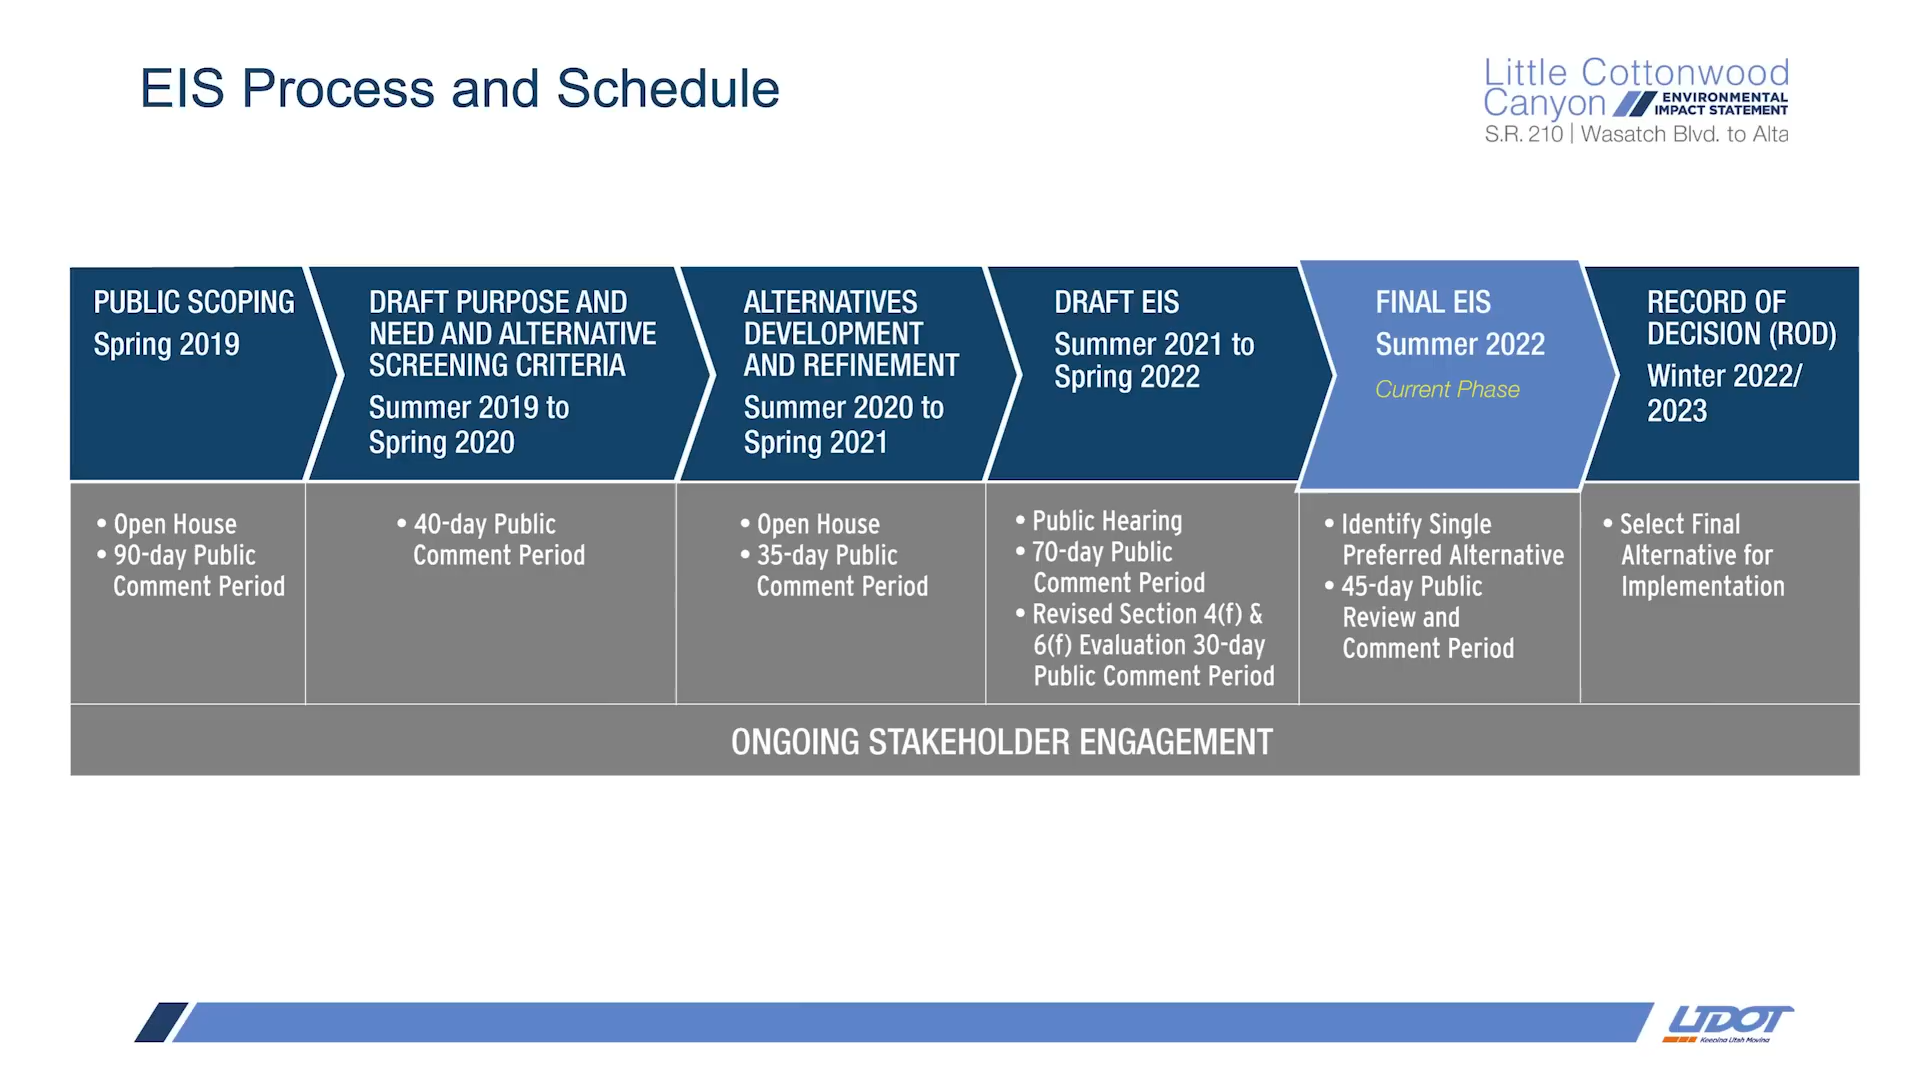 EIS Process and Schedule
Little Cottonwood
Canyon ENVIRONMENTAL
IMPACT STATEMENT
S.R. 210 | Wasatch Blvd. to Alta
PUBLIC SCOPING
Spring 2019
DRAFT PURPOSE AND
NEED AND ALTERNATIVE
SCREENING CRITERIA
Summer 2019 to
Spring 2020
ALTERNATIVES
DEVELOPMENT
AND REFINEMENT
Summer 2020 to
Spring 2021
DRAFT EIS
Summer 2021 to
Spring 2022
FINAL EIS
Summer 2022
Current Phase
RECORD OF
DECISION (ROD)
Winter 2022/
2023
• Open House
• 90-day Public
Comment Period
• 40-day Public
Comment Period
• Open House
• 35-day Public
Comment Period
• Public Hearing
• 70-day Public
Comment Period
• Revised Section 4(f) &
6(f) Evaluation 30-day
Public Comment Period
• Identify Single
Preferred Alternative
• 45-day Public
Review and
Comment Period
• Select Final
Alternative for
Implementation
ONGOING STAKEHOLDER ENGAGEMENT
UDOT
Keeping Utah Moving